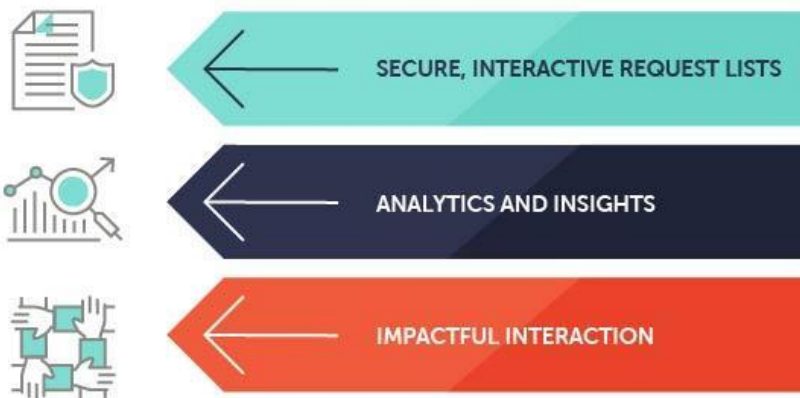 SECURE, INTERACTIVE REQUEST LISTS
ANALYTICS AND INSIGHTS
IMPACTFUL INTERACTION